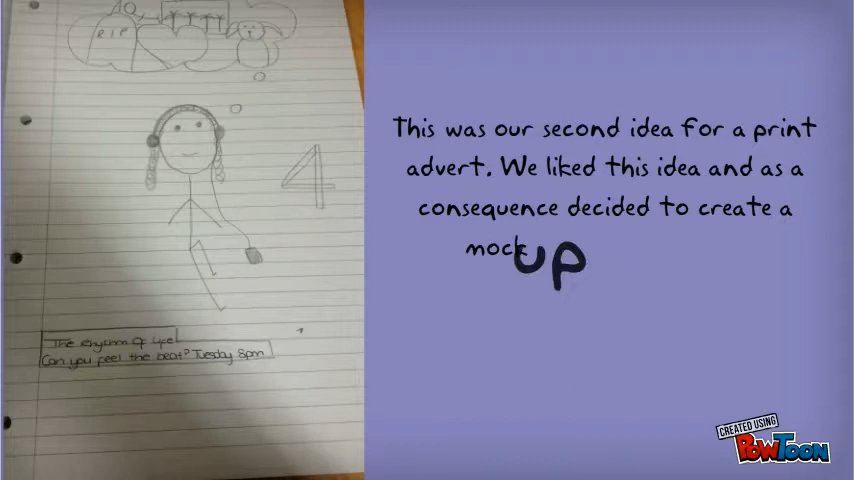 RIP
4
The Rhythm Of Life
Can you feel the beat? Tuesday 8pm
This was our second idea for a print
advert. We liked this idea and as a
consequence decided to create a
mock up
CREATED USING
POWTOON